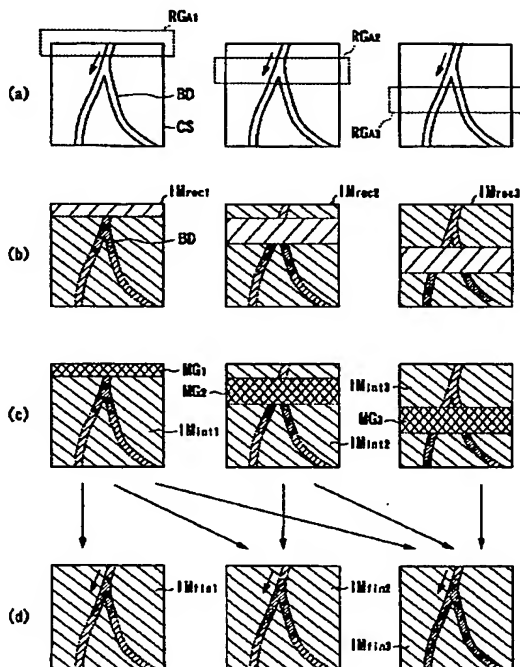 RGA1
RGA2
(a)
BD
CS
RGA3
IMrec1
IMrec2
IMrec3
(b)
BD
(c)
MG1
MG2
IMint3
MG3
IMint1
IMint2
(d)
IMfin1
IMfin2
IMfin3